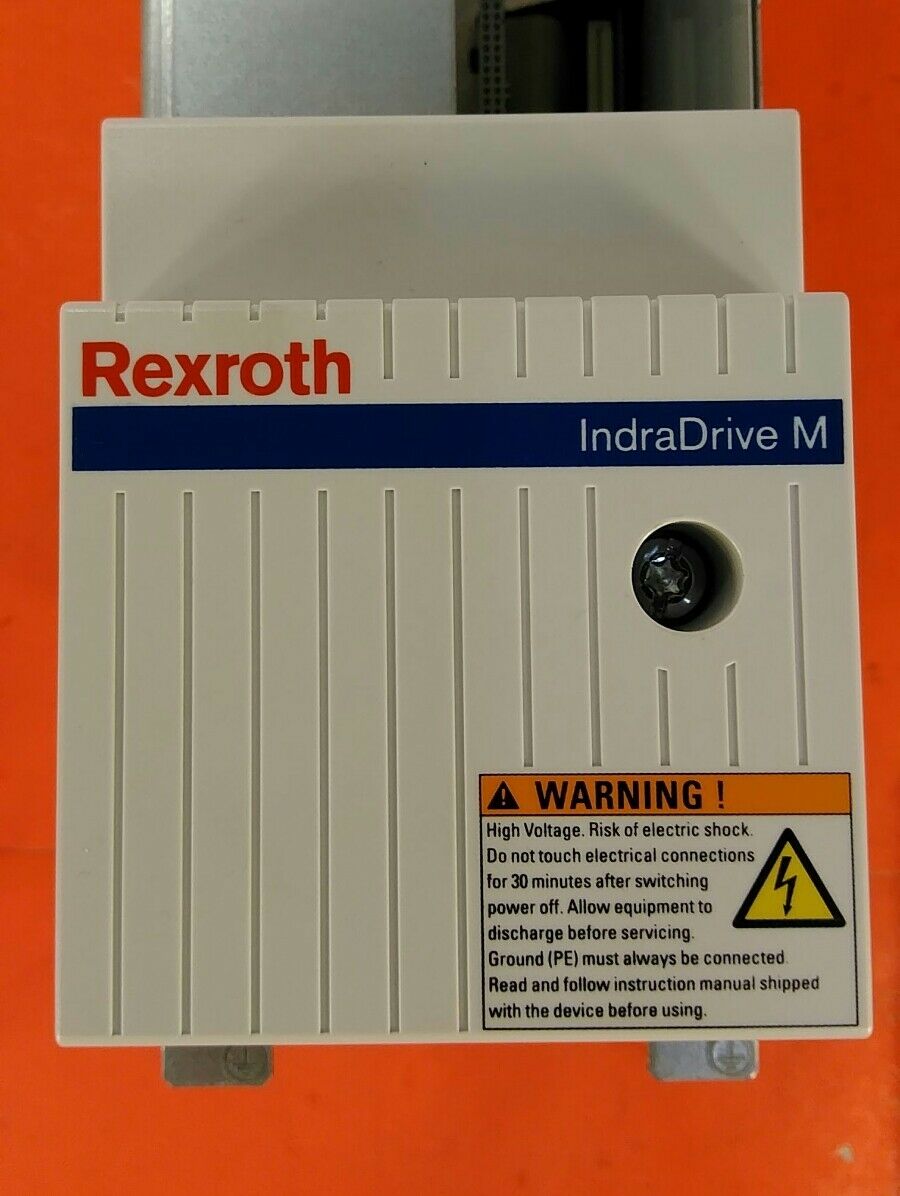 Rexroth
IndraDrive M
WARNING !
High Voltage. Risk of electric shock.
Do not touch electrical connections
for 30 minutes after switching
power off. Allow equipment to
discharge before servicing.
Ground (PE) must always be connected.
Read and follow instruction manual shipped
with the device before using.